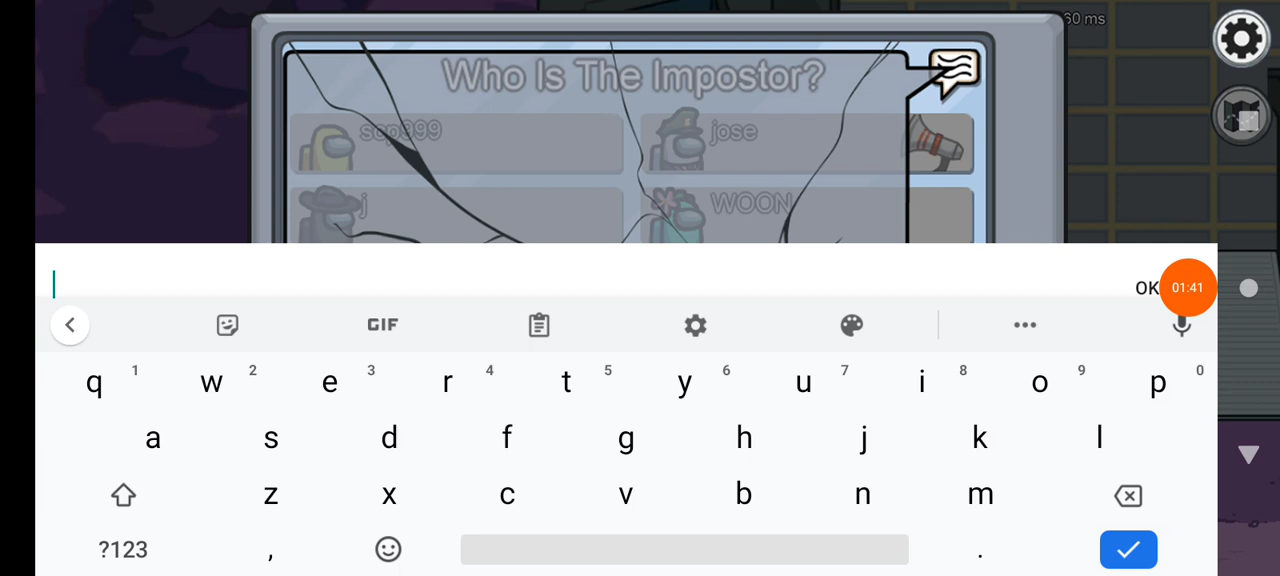 60 ms
Who Is The Impostor?
scp999 jose
j WOON
OK 01:41
GIF
q 1 w 2 e 3 r 4 t 5 y 6 u 7 i 8 o 9 p 0
a s d f g h j k l
z x c v b n m
?123 , .